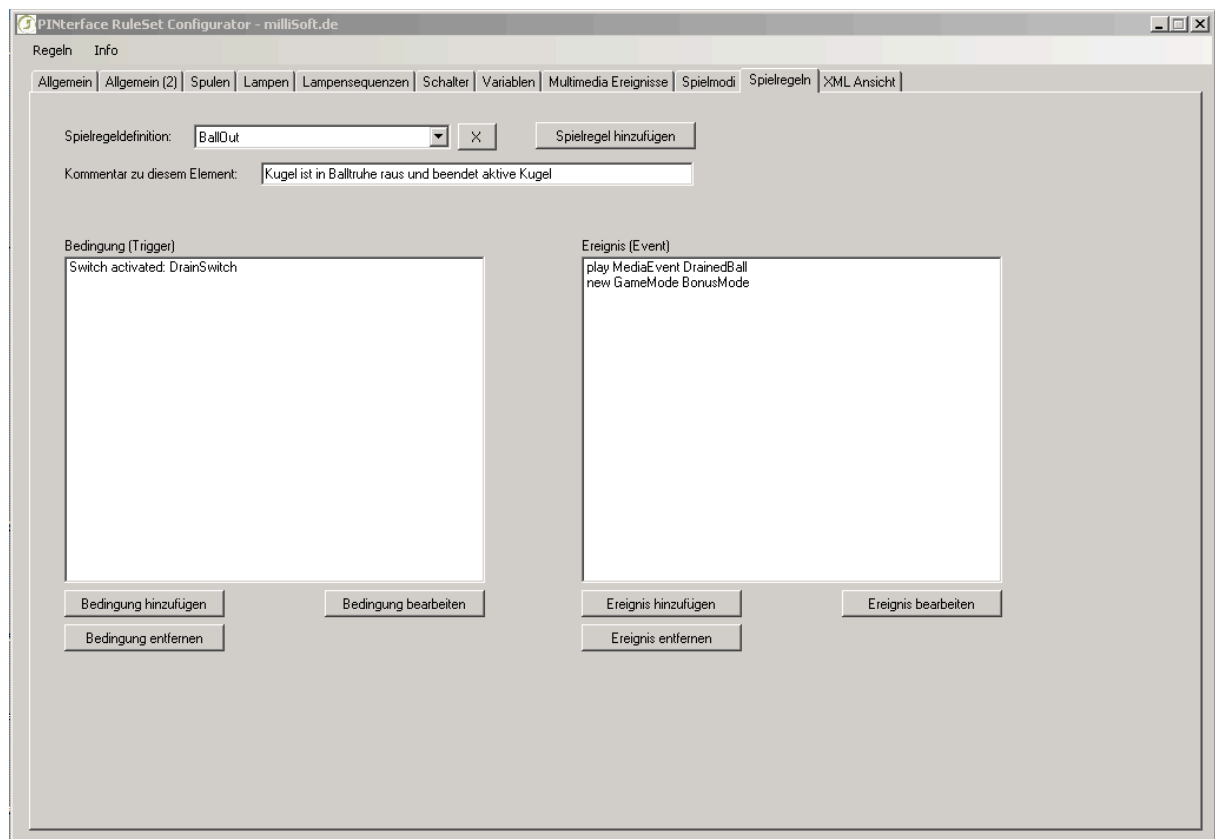 PINterface RuleSet Configurator - milliSoft.de
Regeln Info
Allgemein Allgemein (2) Spulen Lampen Lampensequenzen Schalter Variablen Multimedia Ereignisse Spielmodi Spielregeln XML Ansicht
Spielregeldefinition: BallOut X Spielregel hinzufügen
Kommentar zu diesem Element: Kugel ist in Balltruhe raus und beendet aktive Kugel
Bedingung (Trigger)
Switch activated: DrainSwitch
Bedingung hinzufügen Bedingung bearbeiten
Bedingung entfernen
Ereignis (Event)
play MediaEvent DrainedBall
new GameMode BonusMode
Ereignis hinzufügen Ereignis bearbeiten
Ereignis entfernen